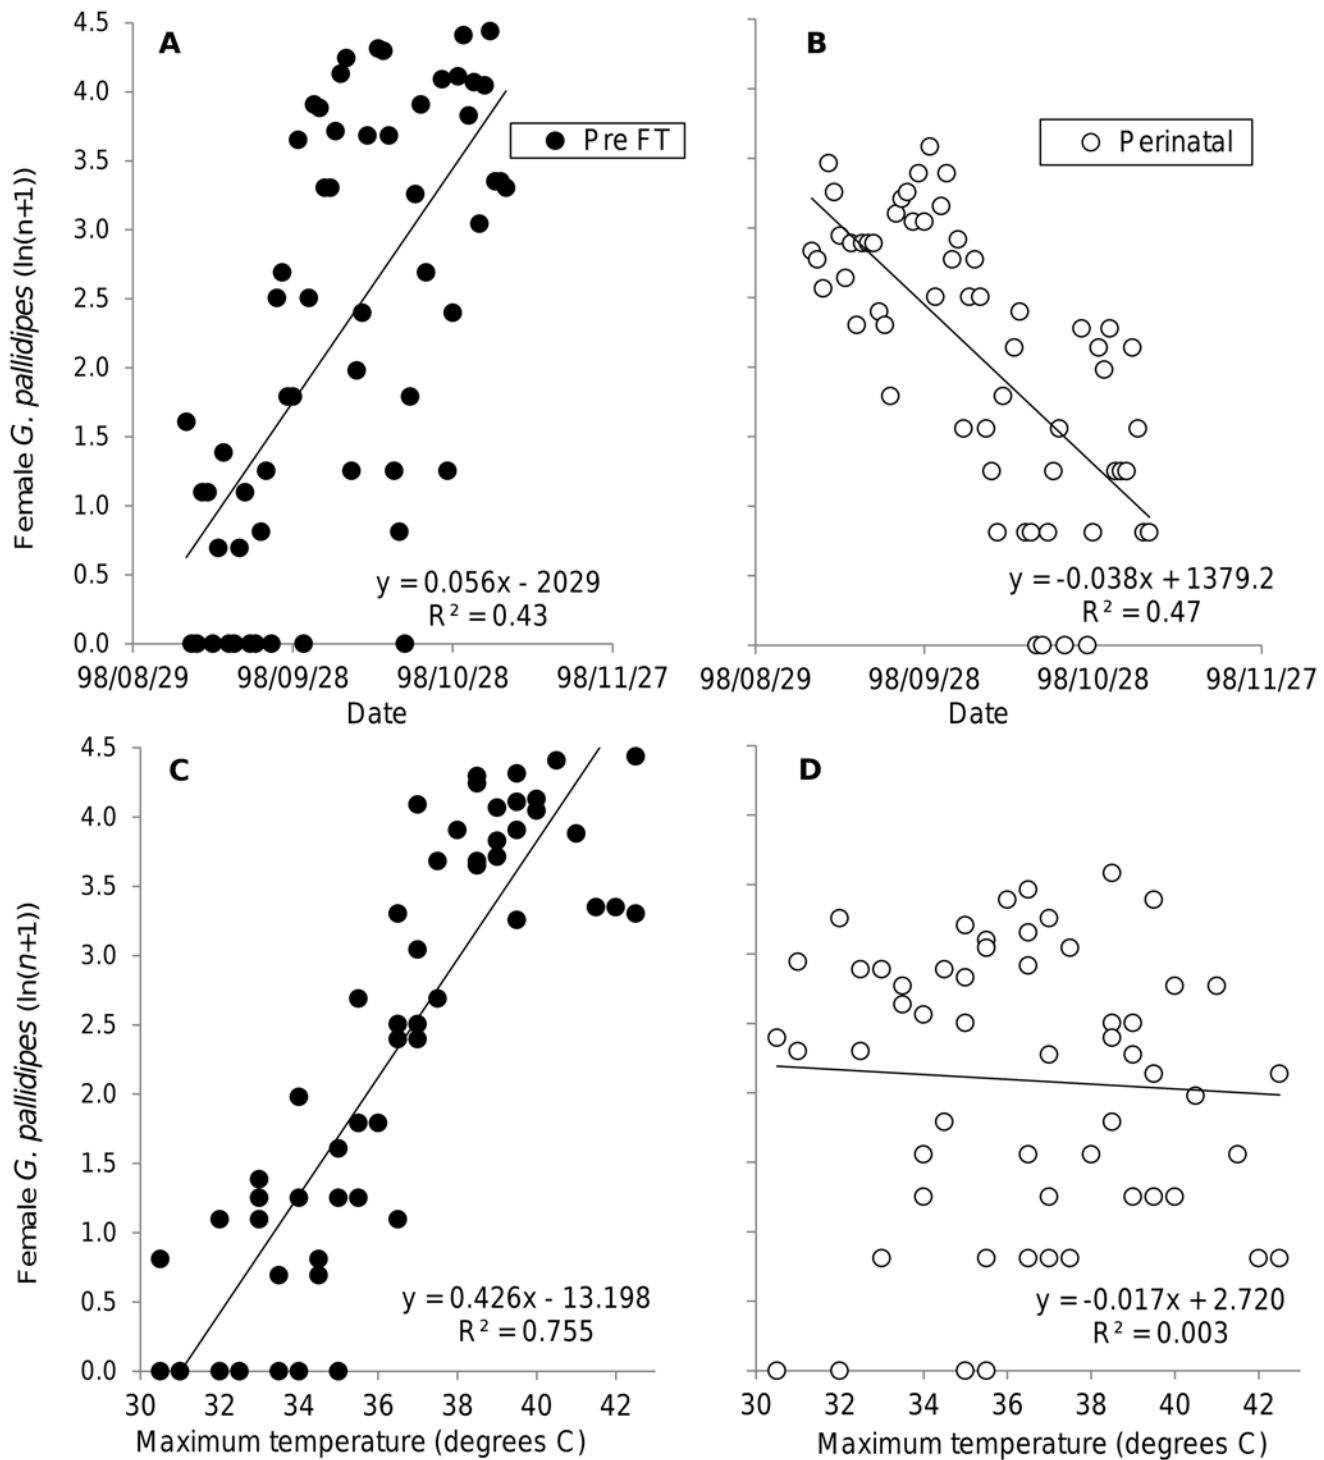 A
B
4.5
4.0
3.5
3.0
2.5
2.0
1.5
1.0
0.5
0.0
Female G. pallidipes (ln(n+1))
Pre FT
Perinatal
y = 0.056x - 2029
R² = 0.43
y = -0.038x + 1379.2
R² = 0.47
98/08/29 98/09/28 98/10/28 98/11/27
Date
98/08/29 98/09/28 98/10/28 98/11/27
Date
C
D
4.5
4.0
3.5
3.0
2.5
2.0
1.5
1.0
0.5
0.0
Female G. pallidipes (ln(n+1))
y = 0.426x - 13.198
R² = 0.755
y = -0.017x + 2.720
R² = 0.003
30 32 34 36 38 40 42
Maximum temperature (degrees C)
30 32 34 36 38 40 42
Maximum temperature (degrees C)